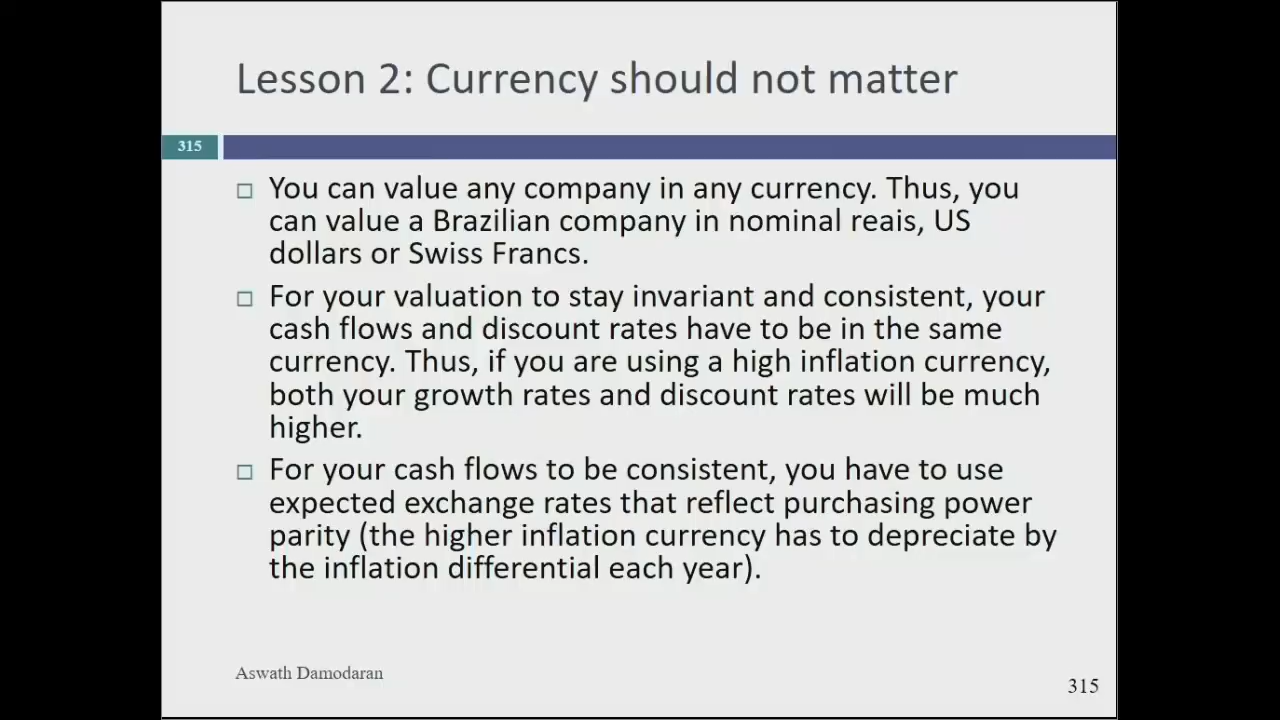 Lesson 2: Currency should not matter
315
You can value any company in any currency. Thus, you
can value a Brazilian company in nominal reais, US
dollars or Swiss Francs.
For your valuation to stay invariant and consistent, your
cash flows and discount rates have to be in the same
currency. Thus, if you are using a high inflation currency,
both your growth rates and discount rates will be much
higher.
For your cash flows to be consistent, you have to use
expected exchange rates that reflect purchasing power
parity (the higher inflation currency has to depreciate by
the inflation differential each year).
Aswath Damodaran
315